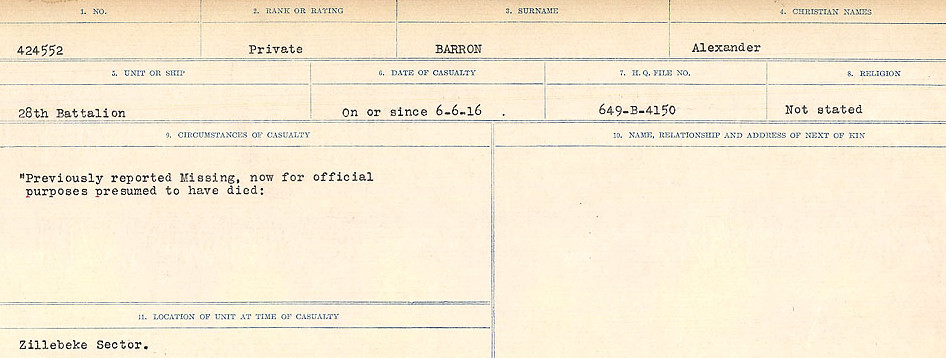 1. NO. 2. RANK OR RATING 3. SURNAME 4. CHRISTIAN NAMES
424552 Private BARRON Alexander
5. UNIT OR SHIP 6. DATE OF CASUALTY 7. H. Q. FILE NO. 8. RELIGION
28th Battalion On or since 6-6-16 . 649-B-4150 Not stated
9. CIRCUMSTANCES OF CASUALTY 10. NAME, RELATIONSHIP AND ADDRESS OF NEXT OF KIN
"Previously reported Missing, now for official
purposes presumed to have died:
11. LOCATION OF UNIT AT TIME OF CASUALTY
Zillebeke Sector.